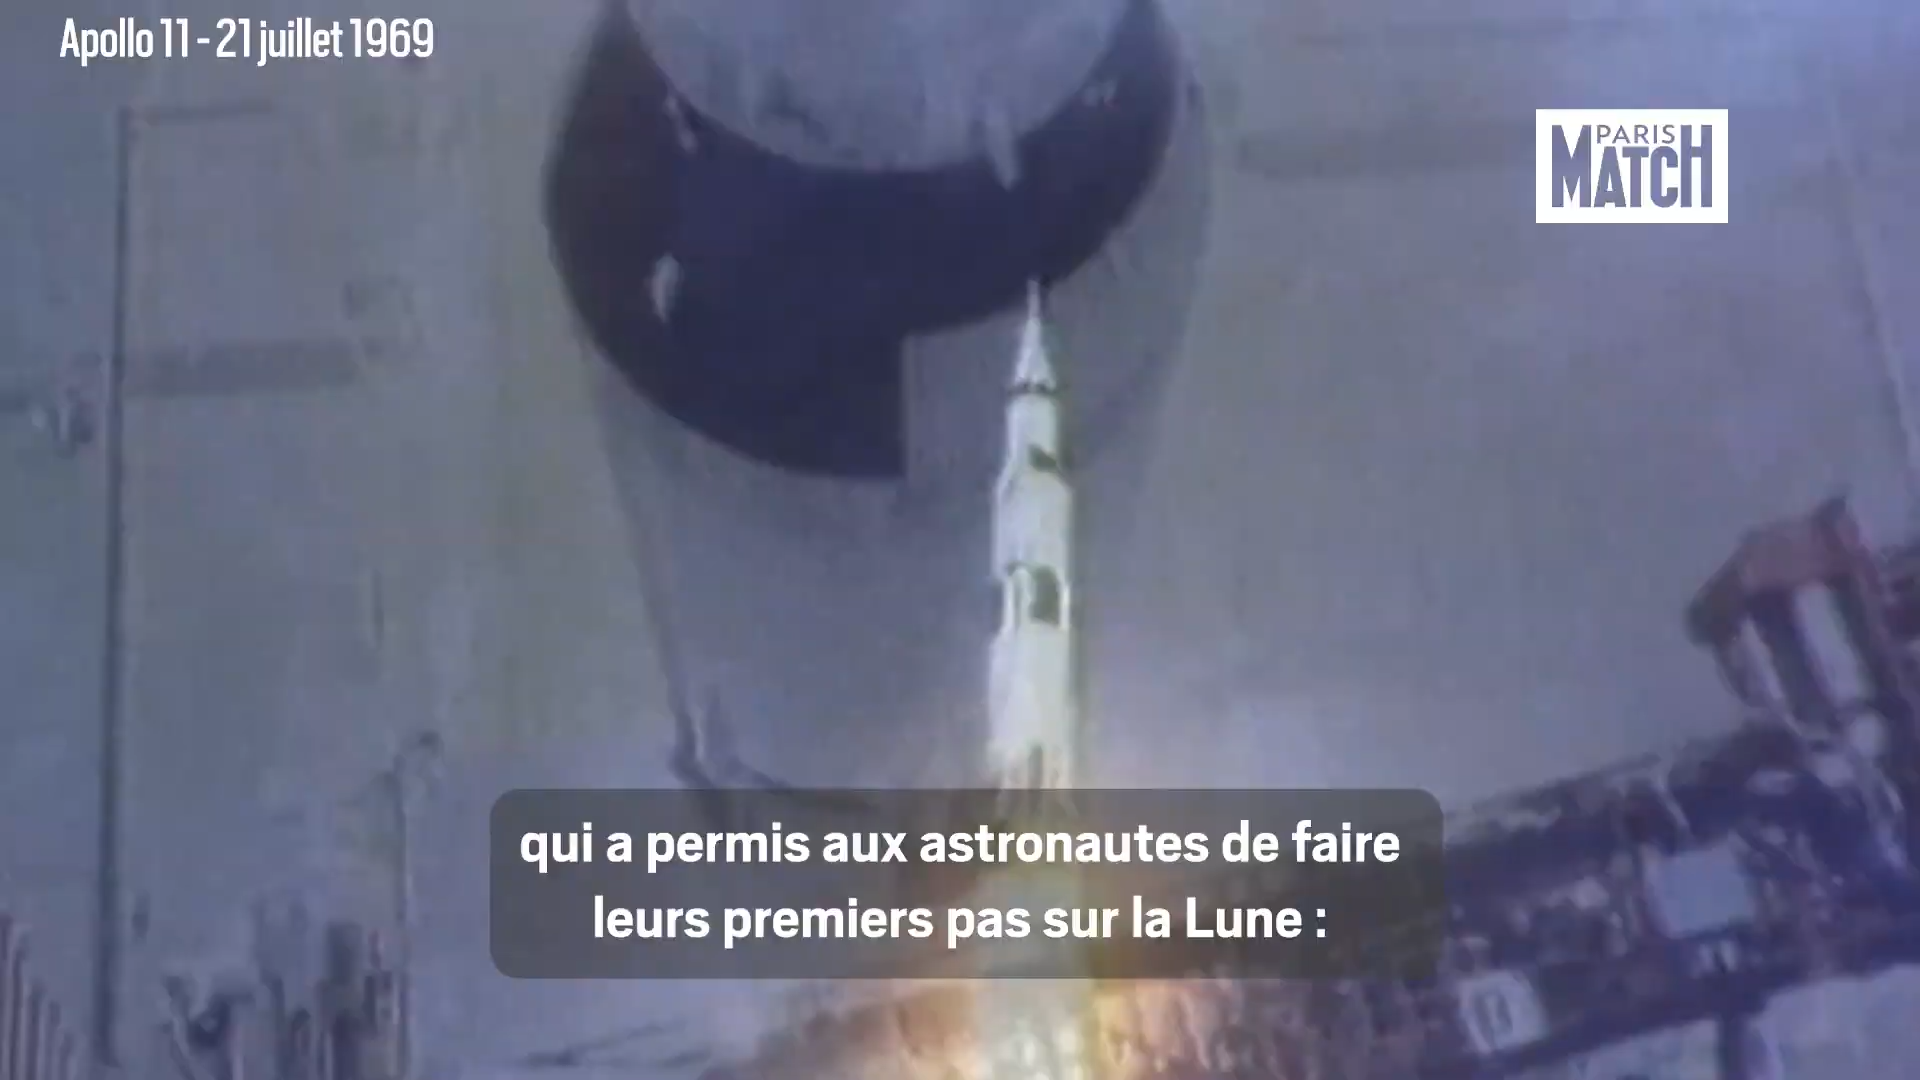 Apollo 11 - 21 juillet 1969
PARIS
MATCH
qui a permis aux astronautes de faire
leurs premiers pas sur la Lune :